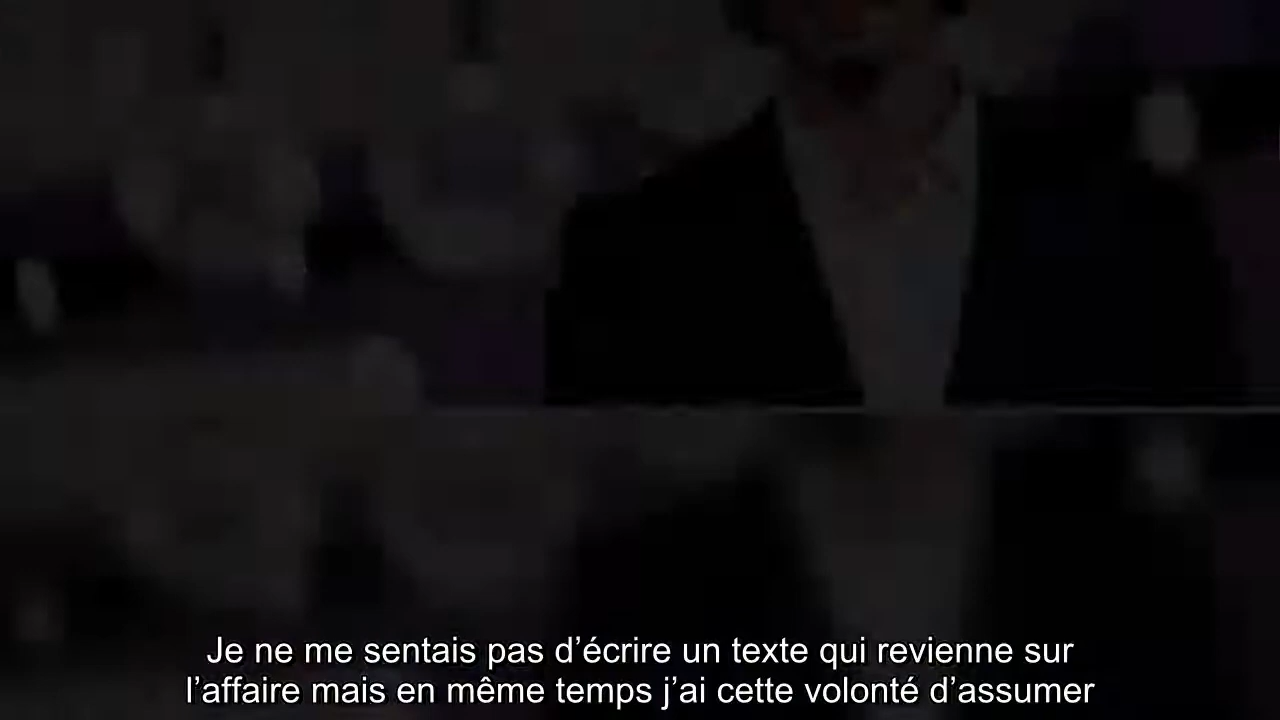 Je ne me sentais pas d’écrire un texte qui revienne sur
l’affaire mais en même temps j’ai cette volonté d’assumer